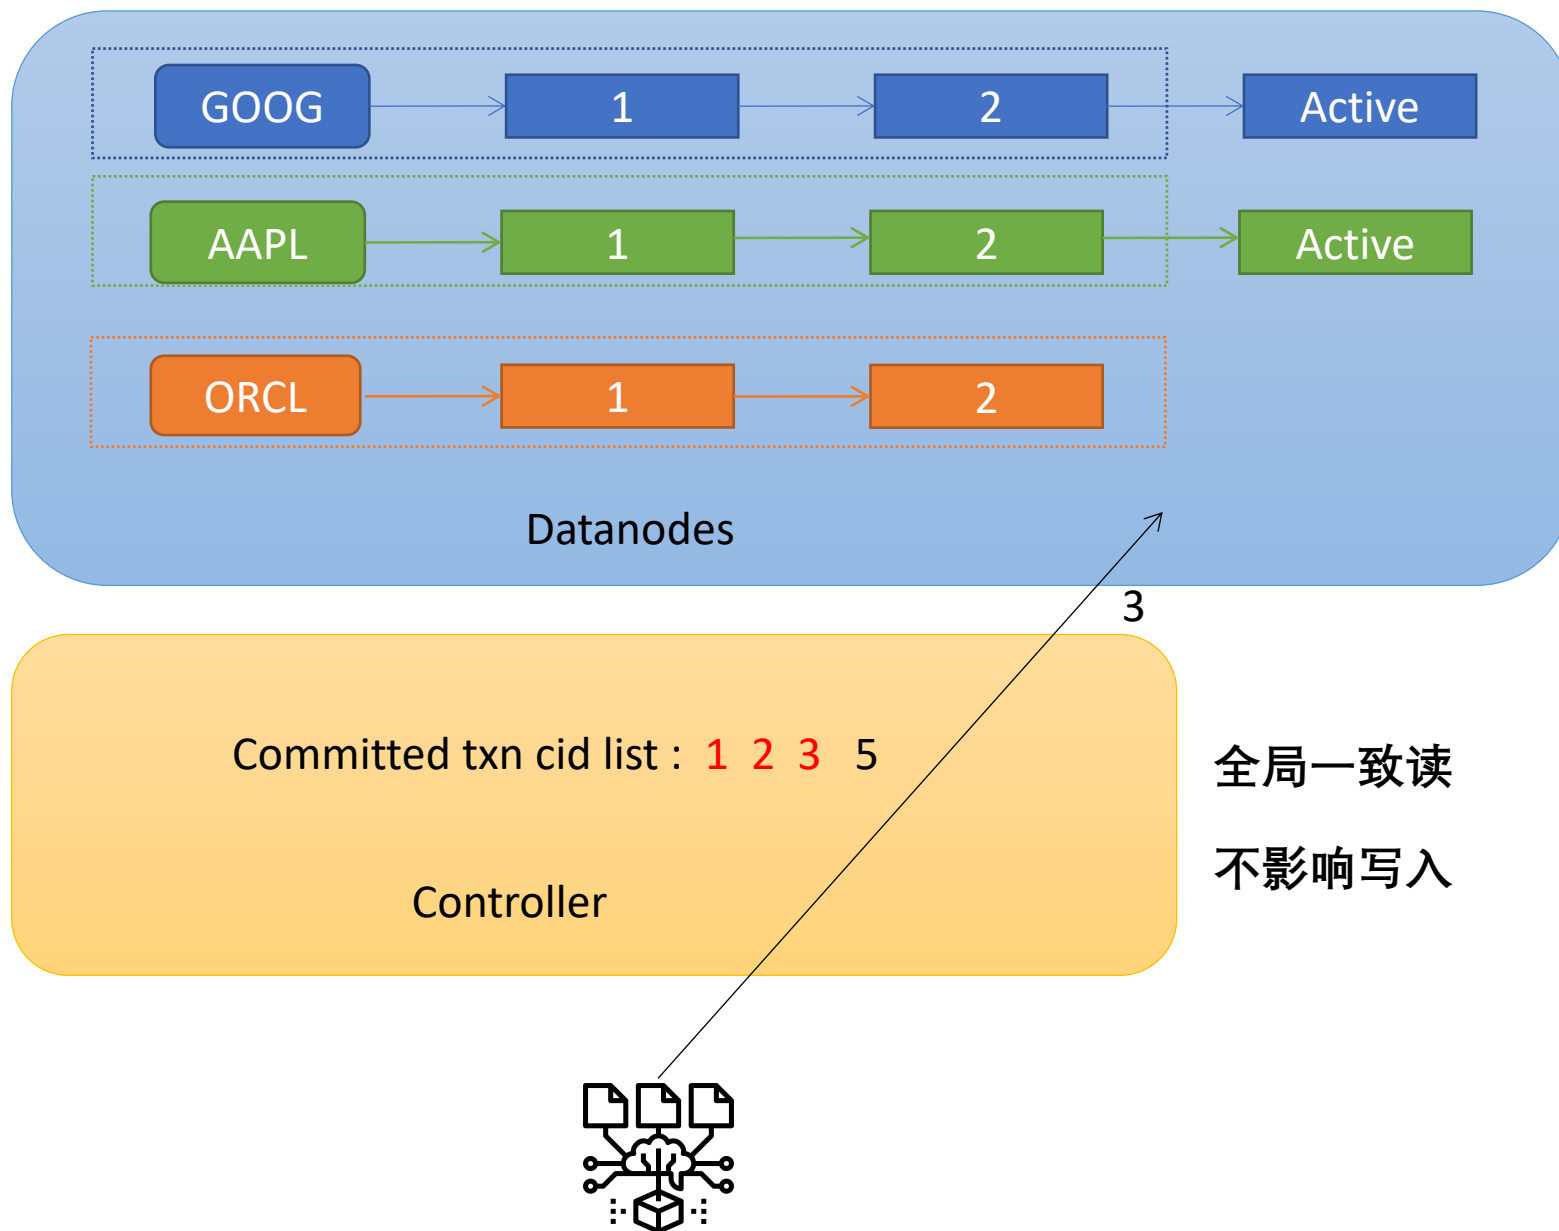 GOOG 1 2 Active
AAPL 1 2 Active
ORCL 1 2
Datanodes
3
Committed txn cid list : 1 2 3 5
全局一致读
不影响写入
Controller